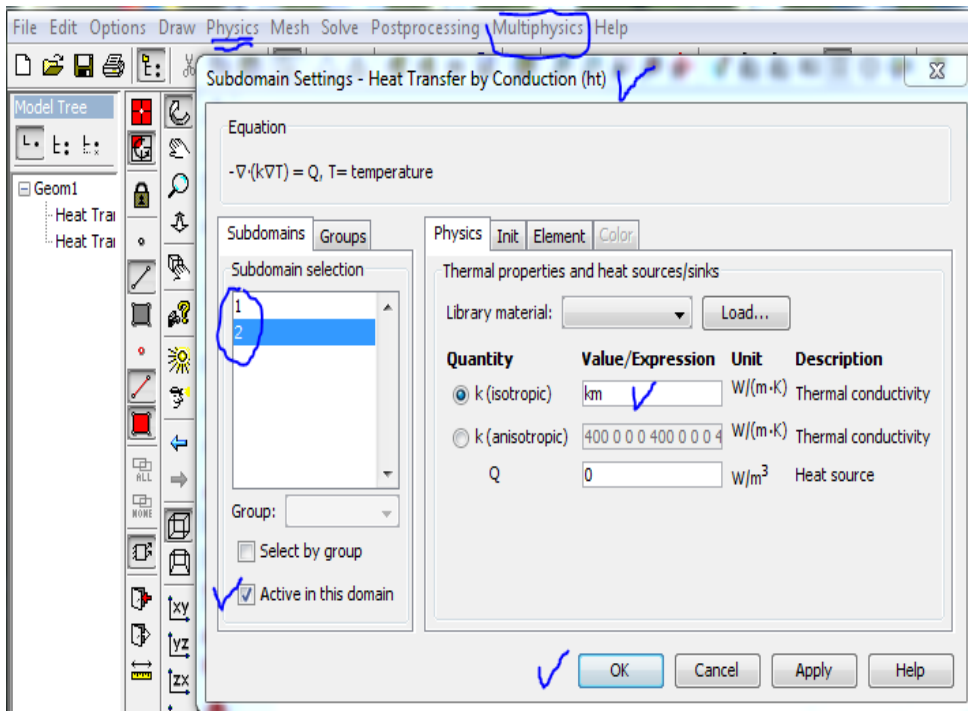 File Edit Options Draw Physics Mesh Solve Postprocessing Multiphysics Help
Subdomain Settings - Heat Transfer by Conduction (ht)
Model Tree
Geom1
Heat Trai
Heat Trai
Equation
-∇·(k∇T) = Q, T= temperature
Subdomains Groups
Subdomain selection
1
2
Group:
Select by group
Active in this domain
Physics Init Element Color
Thermal properties and heat sources/sinks
Library material: Load...
Quantity Value/Expression Unit Description
k (isotropic) km W/(m·K) Thermal conductivity
k (anisotropic) 400 0 0 0 400 0 0 0 4 W/(m·K) Thermal conductivity
Q 0 W/m³ Heat source
ALL
NONE
xy
yz
zx
OK Cancel Apply Help